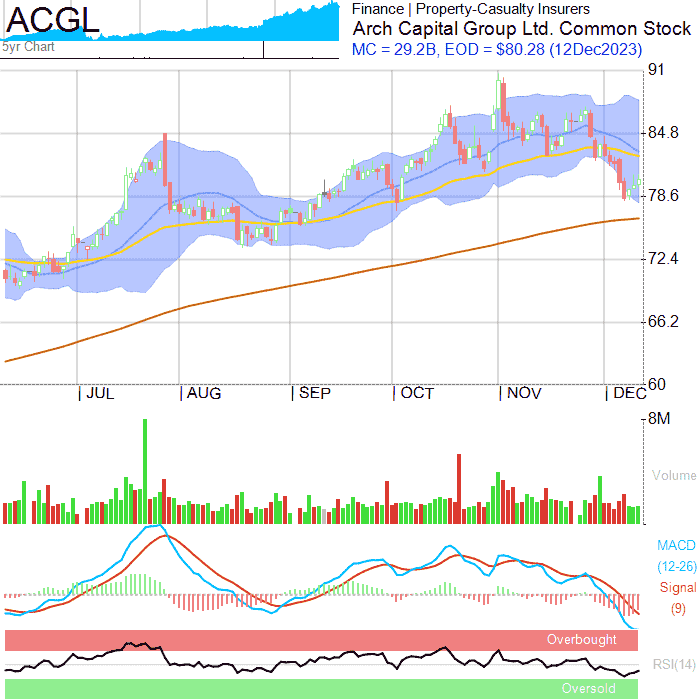 ACGL
5yr Chart
Finance | Property-Casualty Insurers
Arch Capital Group Ltd. Common Stock
MC = 29.2B, EOD = $80.28 (12Dec2023)
91
84.8
78.6
72.4
66.2
60
| JUL | AUG | SEP | OCT | NOV | DEC
8M
Volume
MACD
(12-26)
Signal
(9)
Overbought
RSI(14)
Oversold